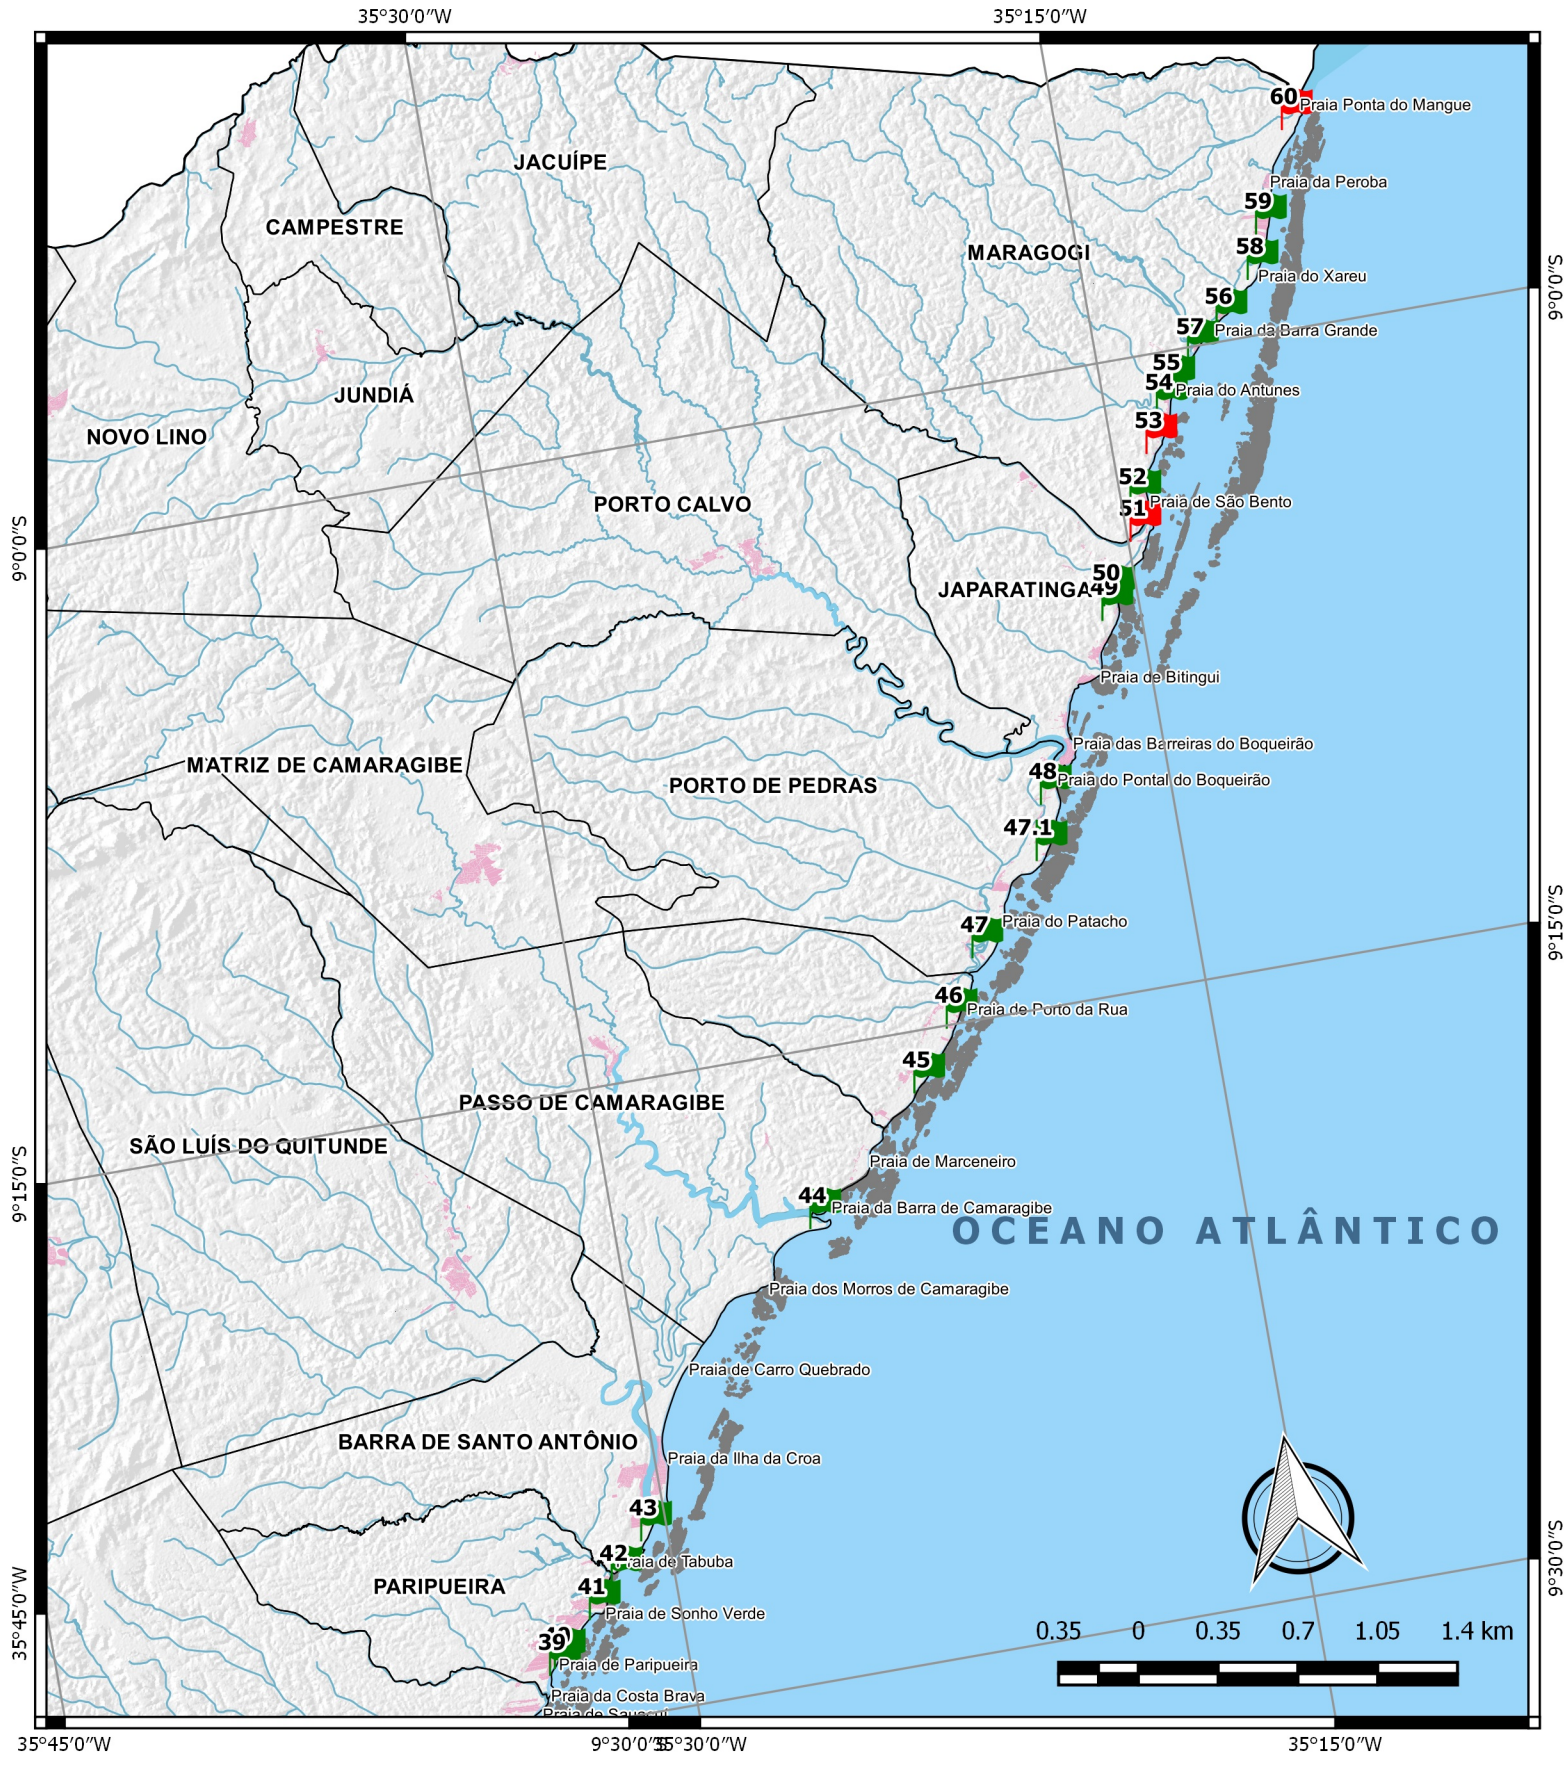 35°30′0″W
35°15′0″W
60
Praia Ponta do Mangue
JACUÍPE
Praia da Peroba
59
CAMPESTRE
58
MARAGOGI
Praia do Xareu
9°0′0″S
56
57
Praia da Barra Grande
55
54
Praia do Antunes
JUNDIÁ
53
NOVO LINO
52
PORTO CALVO
Praia de São Bento
51
9°0′0″S
50
JAPARATINGA
49
Praia de Bitingui
Praia das Barreiras do Boqueirão
MATRIZ DE CAMARAGIBE
48
Praia do Pontal do Boqueirão
PORTO DE PEDRAS
47.1
47
Praia do Patacho
9°15′0″S
46
Praia de Porto da Rua
45
PASSO DE CAMARAGIBE
SÃO LUÍS DO QUITUNDE
Praia de Marceneiro
9°15′0″S
44
Praia da Barra de Camaragibe
OCEANO ATLÂNTICO
Praia dos Morros de Camaragibe
Praia de Carro Quebrado
BARRA DE SANTO ANTÔNIO
Praia da Ilha da Croa
43
42
de Tabuba
9°30′0″S
PARIPUEIRA
41
Praia de Sonho Verde
35°45′0″W
39
0.35 0 0.35 0.7 1.05 1.4 km
Praia de Paripueira
Praia da Costa Brava
35°45′0″W
35°30′0″W
35°15′0″W